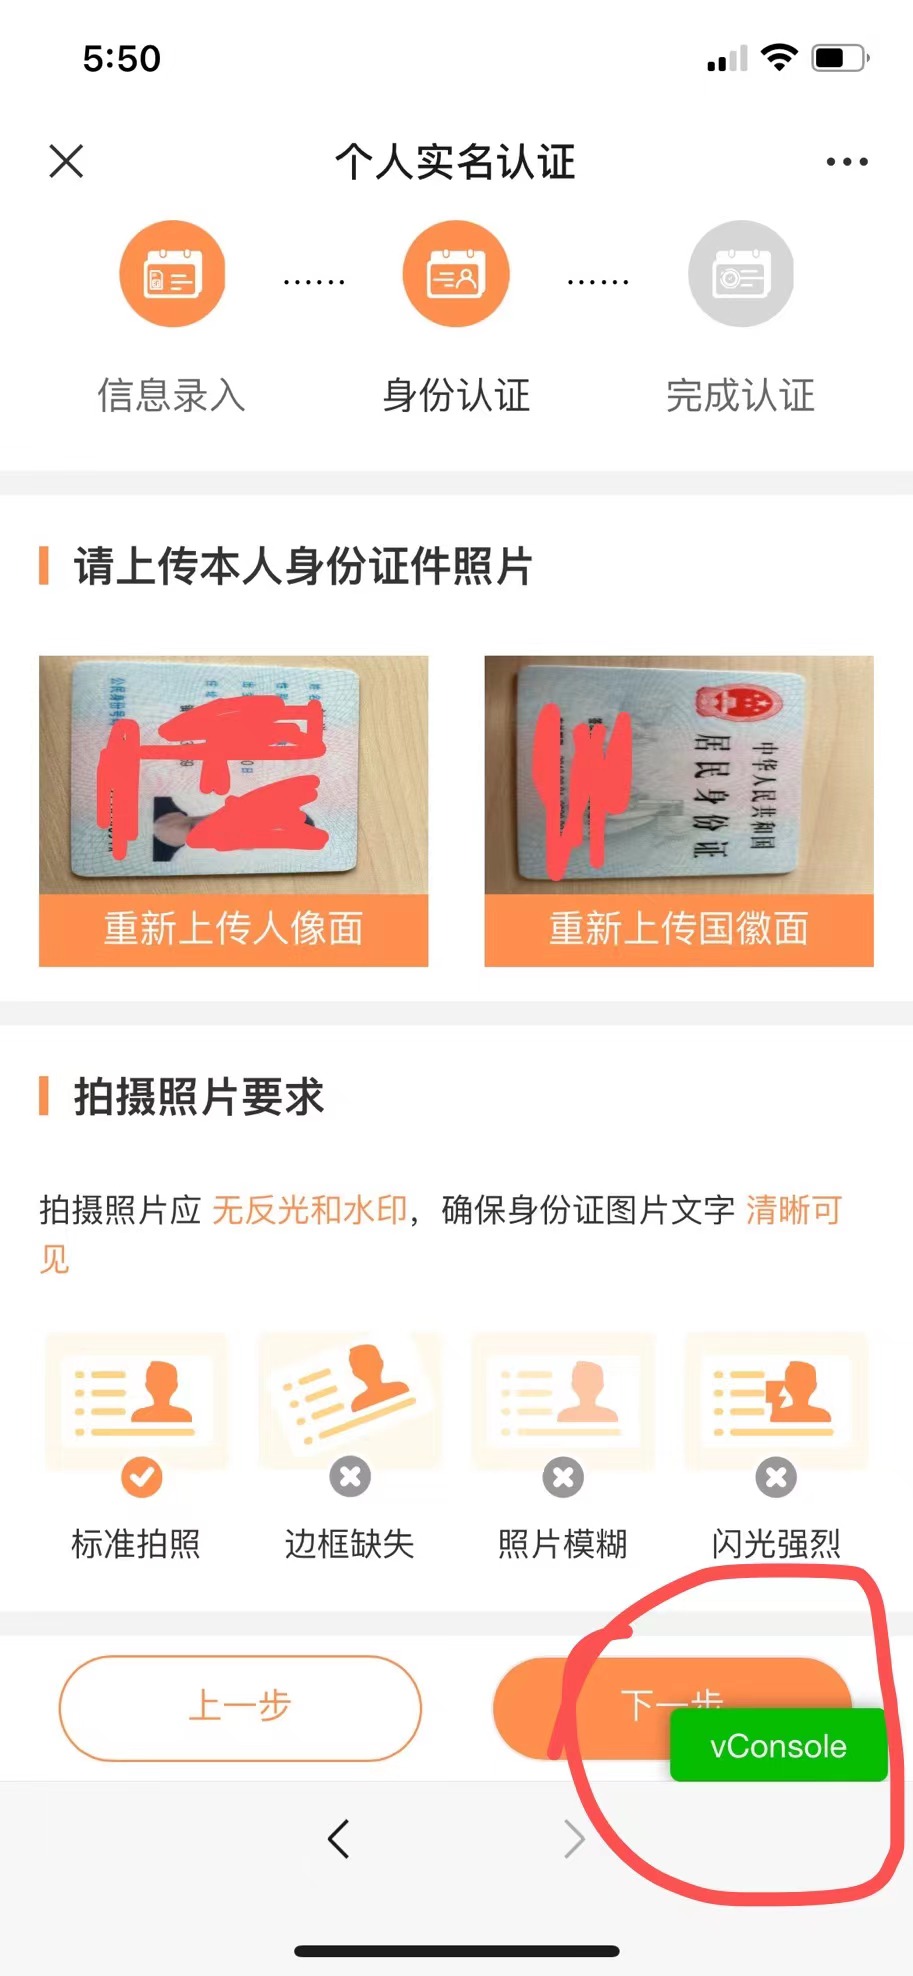 5:50
个人实名认证
信息录入
身份认证
完成认证
请上传本人身份证件照片
公民身份号
中华人民共和国
居民身份证
重新上传人像面
重新上传国徽面
拍摄照片要求
拍摄照片应 无反光和水印，确保身份证图片文字 清晰可
见
标准拍照
边框缺失
照片模糊
闪光强烈
上一步
下一步
vConsole